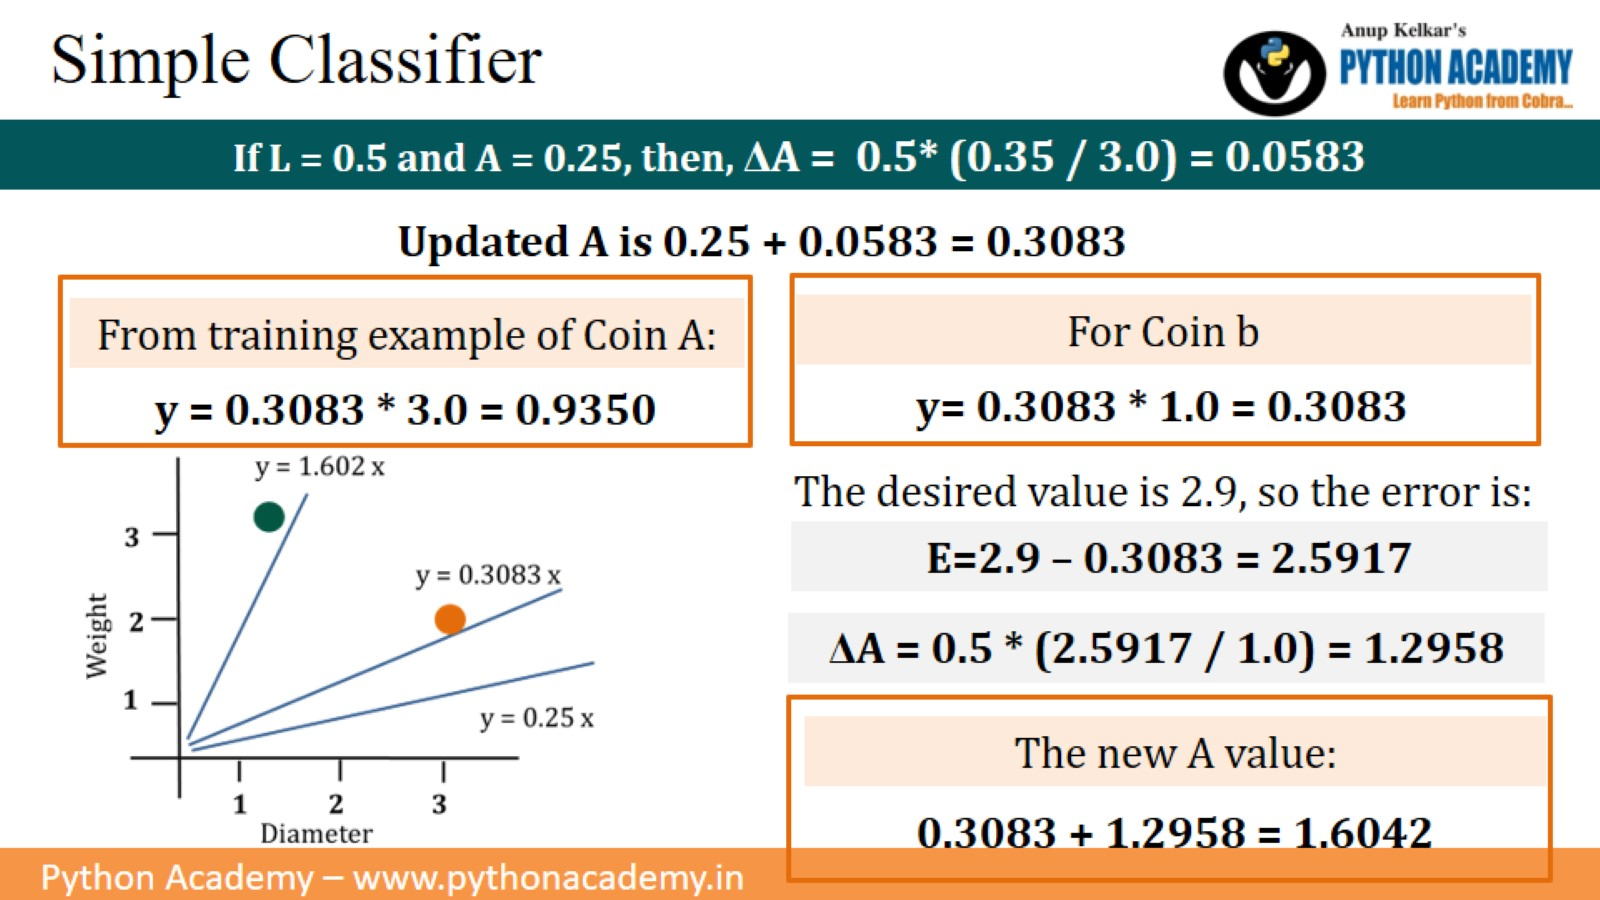 Simple Classifier
Anup Kelkar's
PYTHON ACADEMY
Learn Python from Cobra...
If L = 0.5 and A = 0.25, then, ΔA = 0.5* (0.35 / 3.0) = 0.0583
Updated A is 0.25 + 0.0583 = 0.3083
From training example of Coin A:
y = 0.3083 * 3.0 = 0.9350
For Coin b
y= 0.3083 * 1.0 = 0.3083
The desired value is 2.9, so the error is:
E=2.9 – 0.3083 = 2.5917
ΔA = 0.5 * (2.5917 / 1.0) = 1.2958
The new A value:
0.3083 + 1.2958 = 1.6042
y = 1.602 x
3
y = 0.3083 x
2
Weight
1
y = 0.25 x
1 2 3
Diameter
Python Academy – www.pythonacademy.in